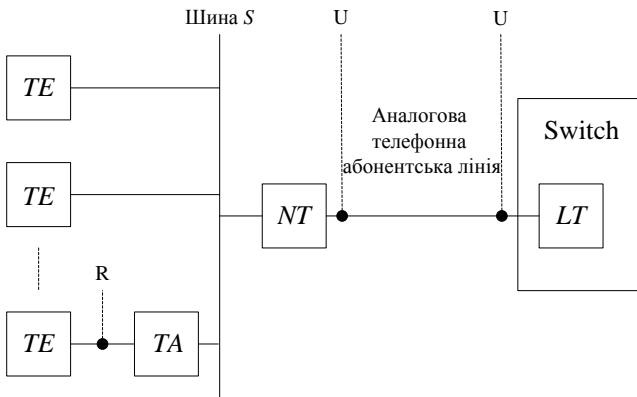 Шина S
U
U
TE
Аналогова
телефонна
абонентська лінія
Switch
TE
NT
LT
R
TE
TA